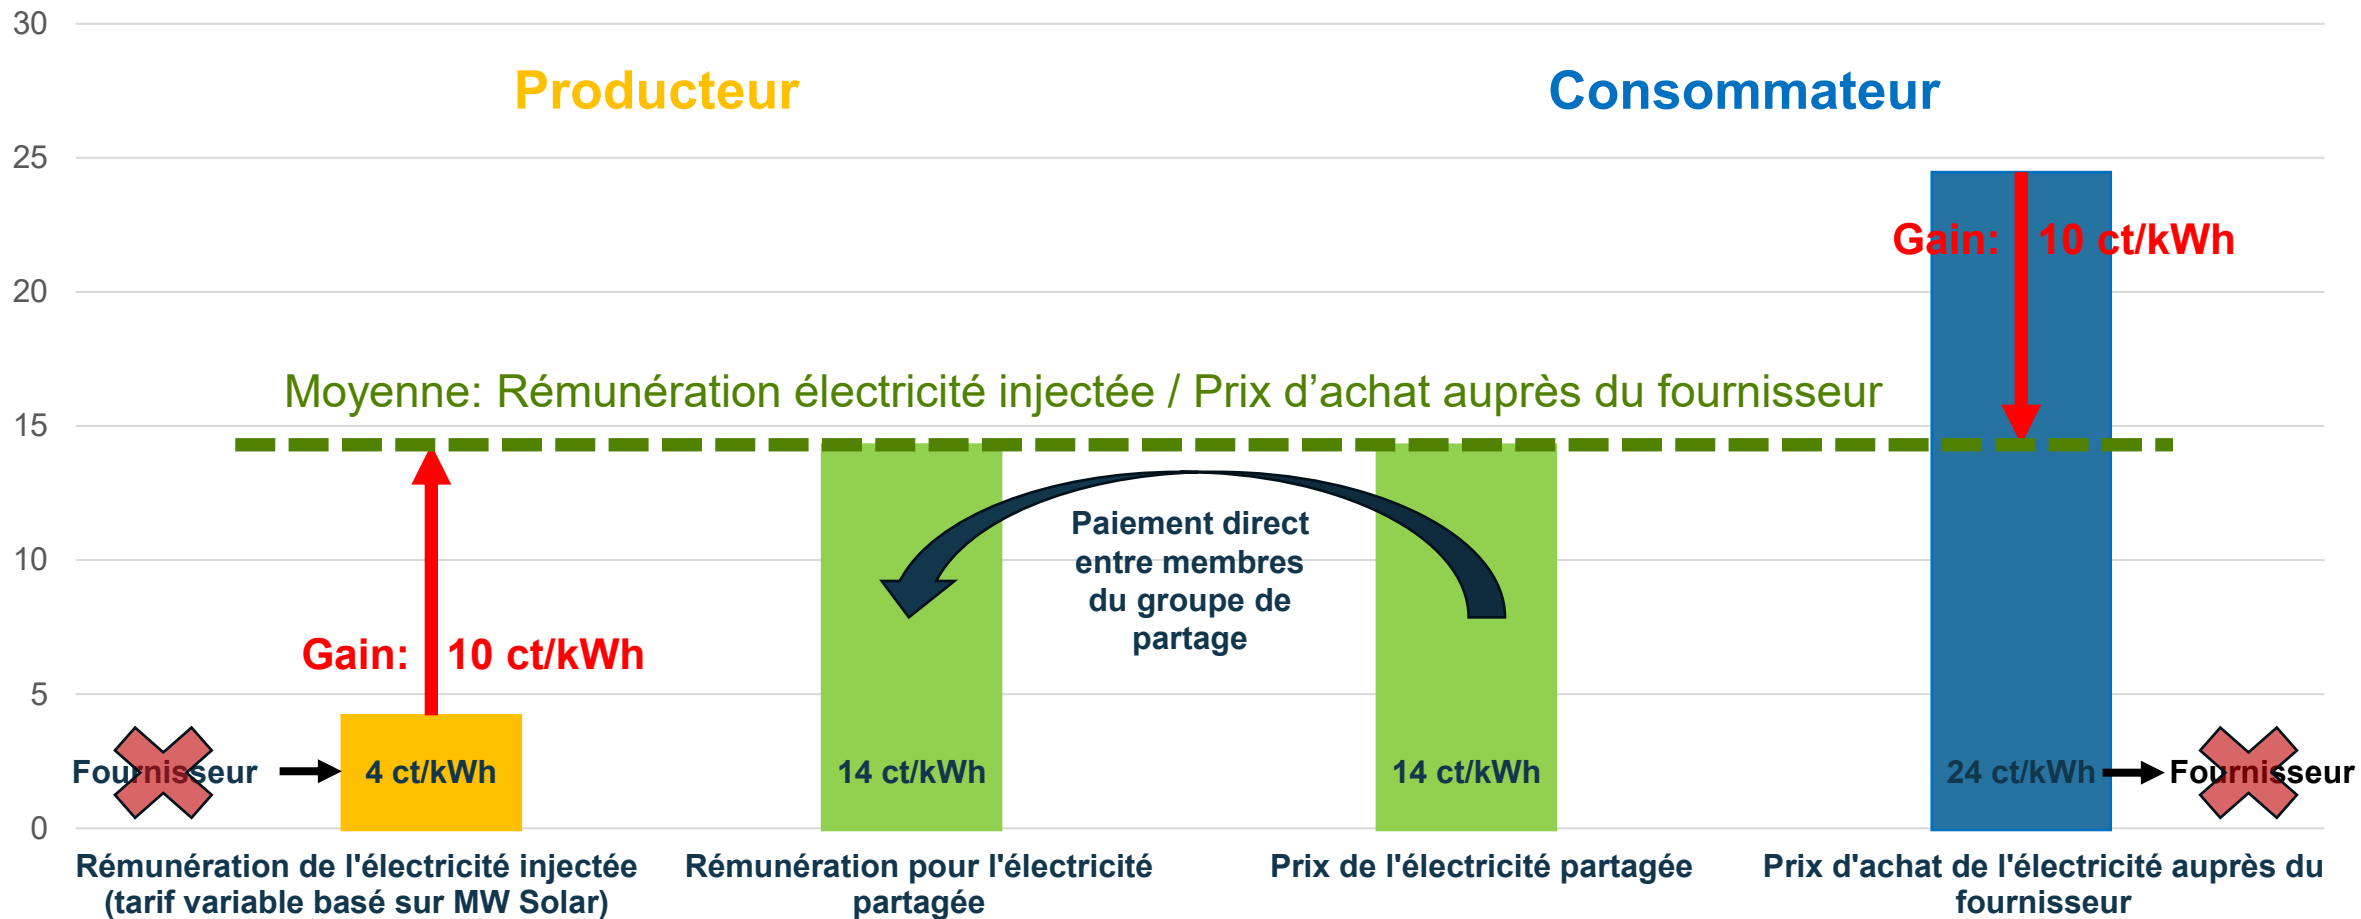 30
Producteur
Consommateur
25
Gain: 10 ct/kWh
20
Moyenne: Rémunération électricité injectée / Prix d’achat auprès du fournisseur
15
Paiement direct
entre membres
du groupe de
partage
10
Gain: 10 ct/kWh
5
Fournisseur
4 ct/kWh
14 ct/kWh
14 ct/kWh
24 ct/kWh
Fournisseur
0
Rémunération de l'électricité injectée
(tarif variable basé sur MW Solar)
Rémunération pour l'électricité
partagée
Prix de l'électricité partagée
Prix d'achat de l'électricité auprès du
fournisseur